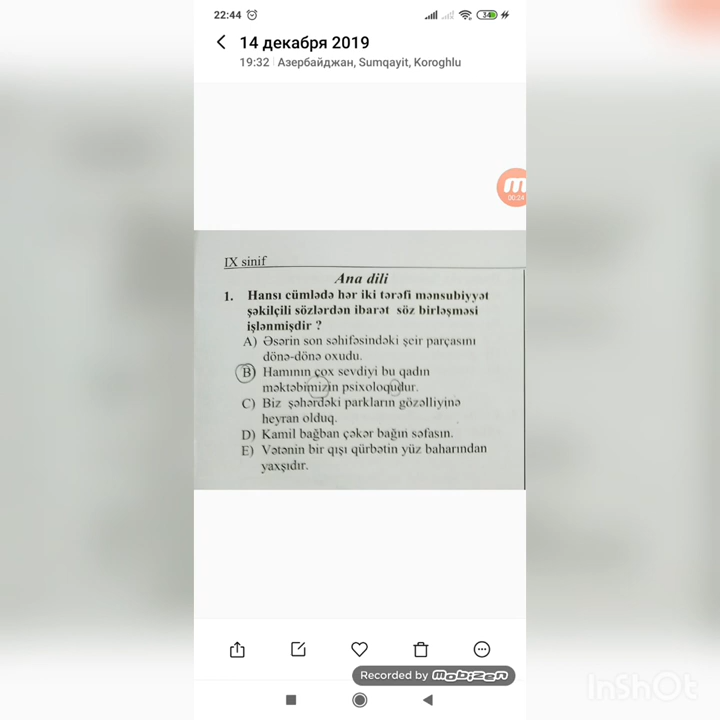 22:44
34
14 декабря 2019
19:32 Азербайджан, Sumqayit, Koroghlu
00:24
IX sinif
Ana dili
1. Hansı cümlədə hər iki tərəfi mənsubiyyət
şəkilçili sözlərdən ibarət söz birləşməsi
işlənmişdir ?
A) Əsərin son səhifəsindəki şeir parçasını
dönə-dönə oxudu.
B) Hamının çox sevdiyi bu qadın
məktəbimizin psixoloqudur.
C) Biz şəhərdəki parkların gözəlliyinə
heyran olduq.
D) Kamil bağban çəkər bağın səfasın.
E) Vətənin bir qışı qürbətin yüz baharından
yaxşıdır.
Recorded by mobizen
InShOt